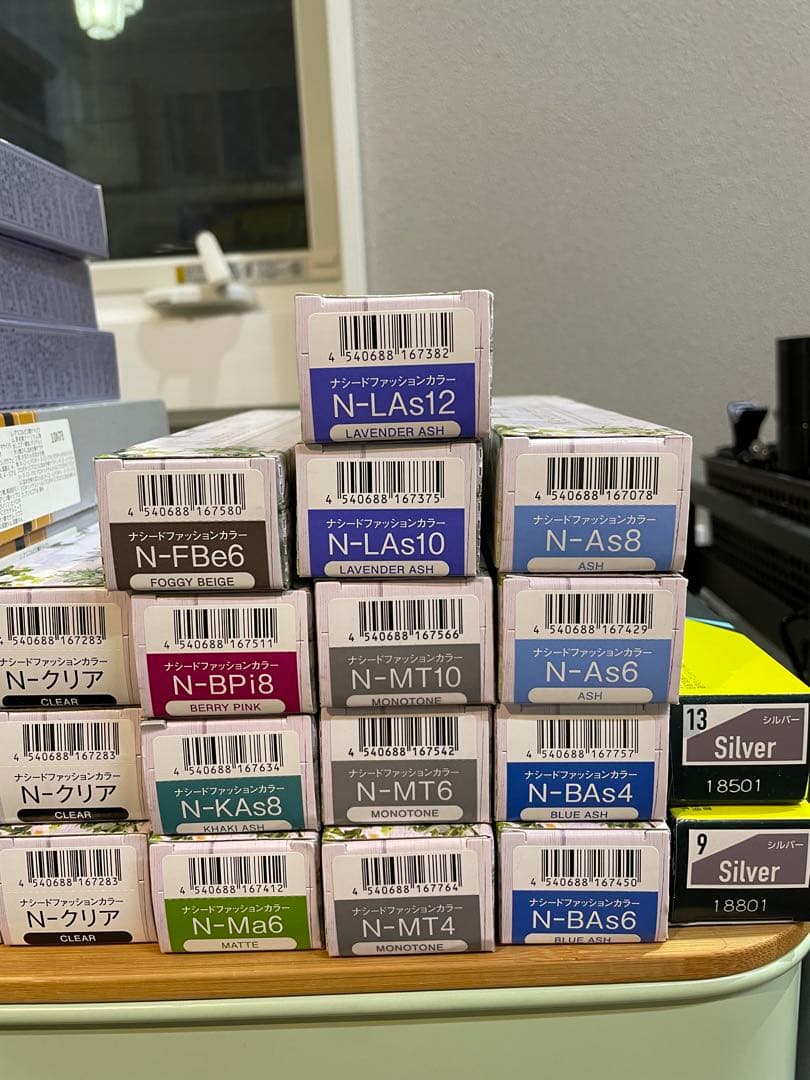 4 540688 167382
ナシードファッションカラー
N-LAs12
LAVENDER ASH
4 540688 167580
ナシードファッションカラー
N-FBe6
FOGGY BEIGE
4 540688 167375
ナシードファッションカラー
N-LAs10
LAVENDER ASH
4 540688 167078
ナシードファッションカラー
N-As8
ASH
4 540688 167283
ナシードファッションカラー
N-クリア
CLEAR
4 540688 167511
ナシードファッションカラー
N-BPi8
BERRY PINK
4 540688 167566
ナシードファッションカラー
N-MT10
MONOTONE
4 540688 167429
ナシードファッションカラー
N-As6
ASH
4 540688 167283
ナシードファッションカラー
N-クリア
CLEAR
4 540688 167634
ナシードファッションカラー
N-KAs8
KHAKI ASH
4 540688 167542
ナシードファッションカラー
N-MT6
MONOTONE
4 540688 167757
ナシードファッションカラー
N-BAs4
BLUE ASH
13
シルバー
Silver
18501
4 540688 167283
ナシードファッションカラー
N-クリア
CLEAR
4 540688 167412
ナシードファッションカラー
N-Ma6
MATTE
4 540688 167764
ナシードファッションカラー
N-MT4
MONOTONE
4 540688 167450
ナシードファッションカラー
N-BAs6
BLUE ASH
9
シルバー
Silver
18801